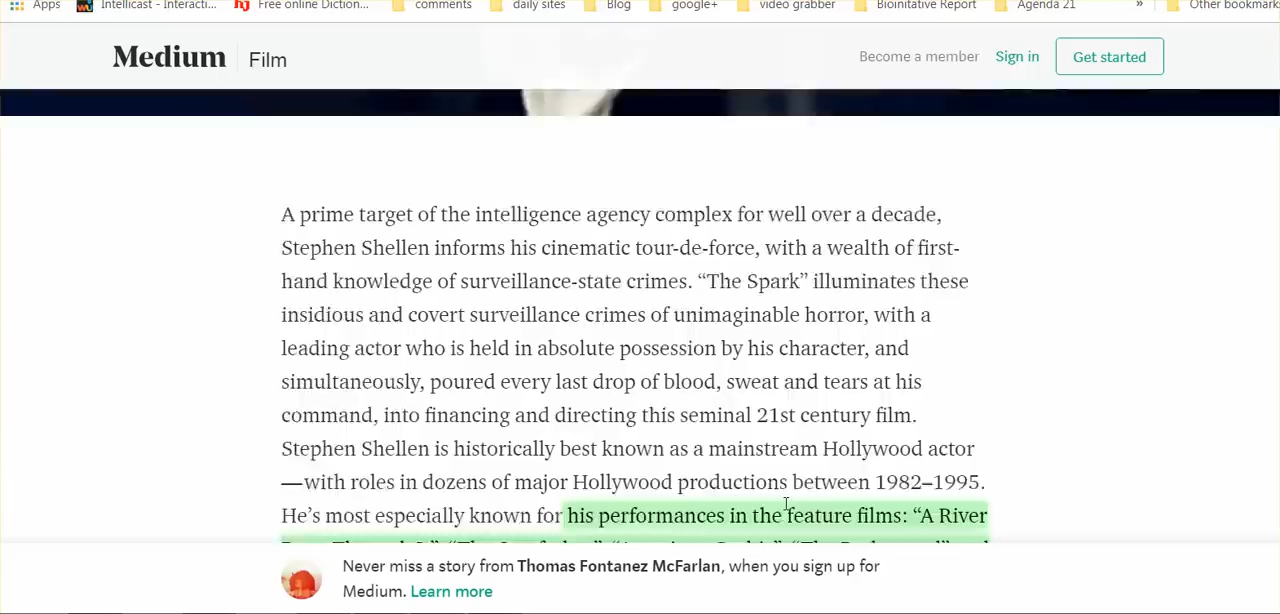 Apps Intellicast - Interacti... Free online Diction... comments daily sites Blog google+ video grabber Bioinitative Report Agenda 21 » Other bookmark
Medium Film Become a member Sign in Get started
A prime target of the intelligence agency complex for well over a decade,
Stephen Shellen informs his cinematic tour-de-force, with a wealth of first-
hand knowledge of surveillance-state crimes. “The Spark” illuminates these
insidious and covert surveillance crimes of unimaginable horror, with a
leading actor who is held in absolute possession by his character, and
simultaneously, poured every last drop of blood, sweat and tears at his
command, into financing and directing this seminal 21st century film.
Stephen Shellen is historically best known as a mainstream Hollywood actor
—with roles in dozens of major Hollywood productions between 1982–1995.
He’s most especially known for his performances in the feature films: “A River
Never miss a story from Thomas Fontanez McFarlan, when you sign up for
Medium. Learn more